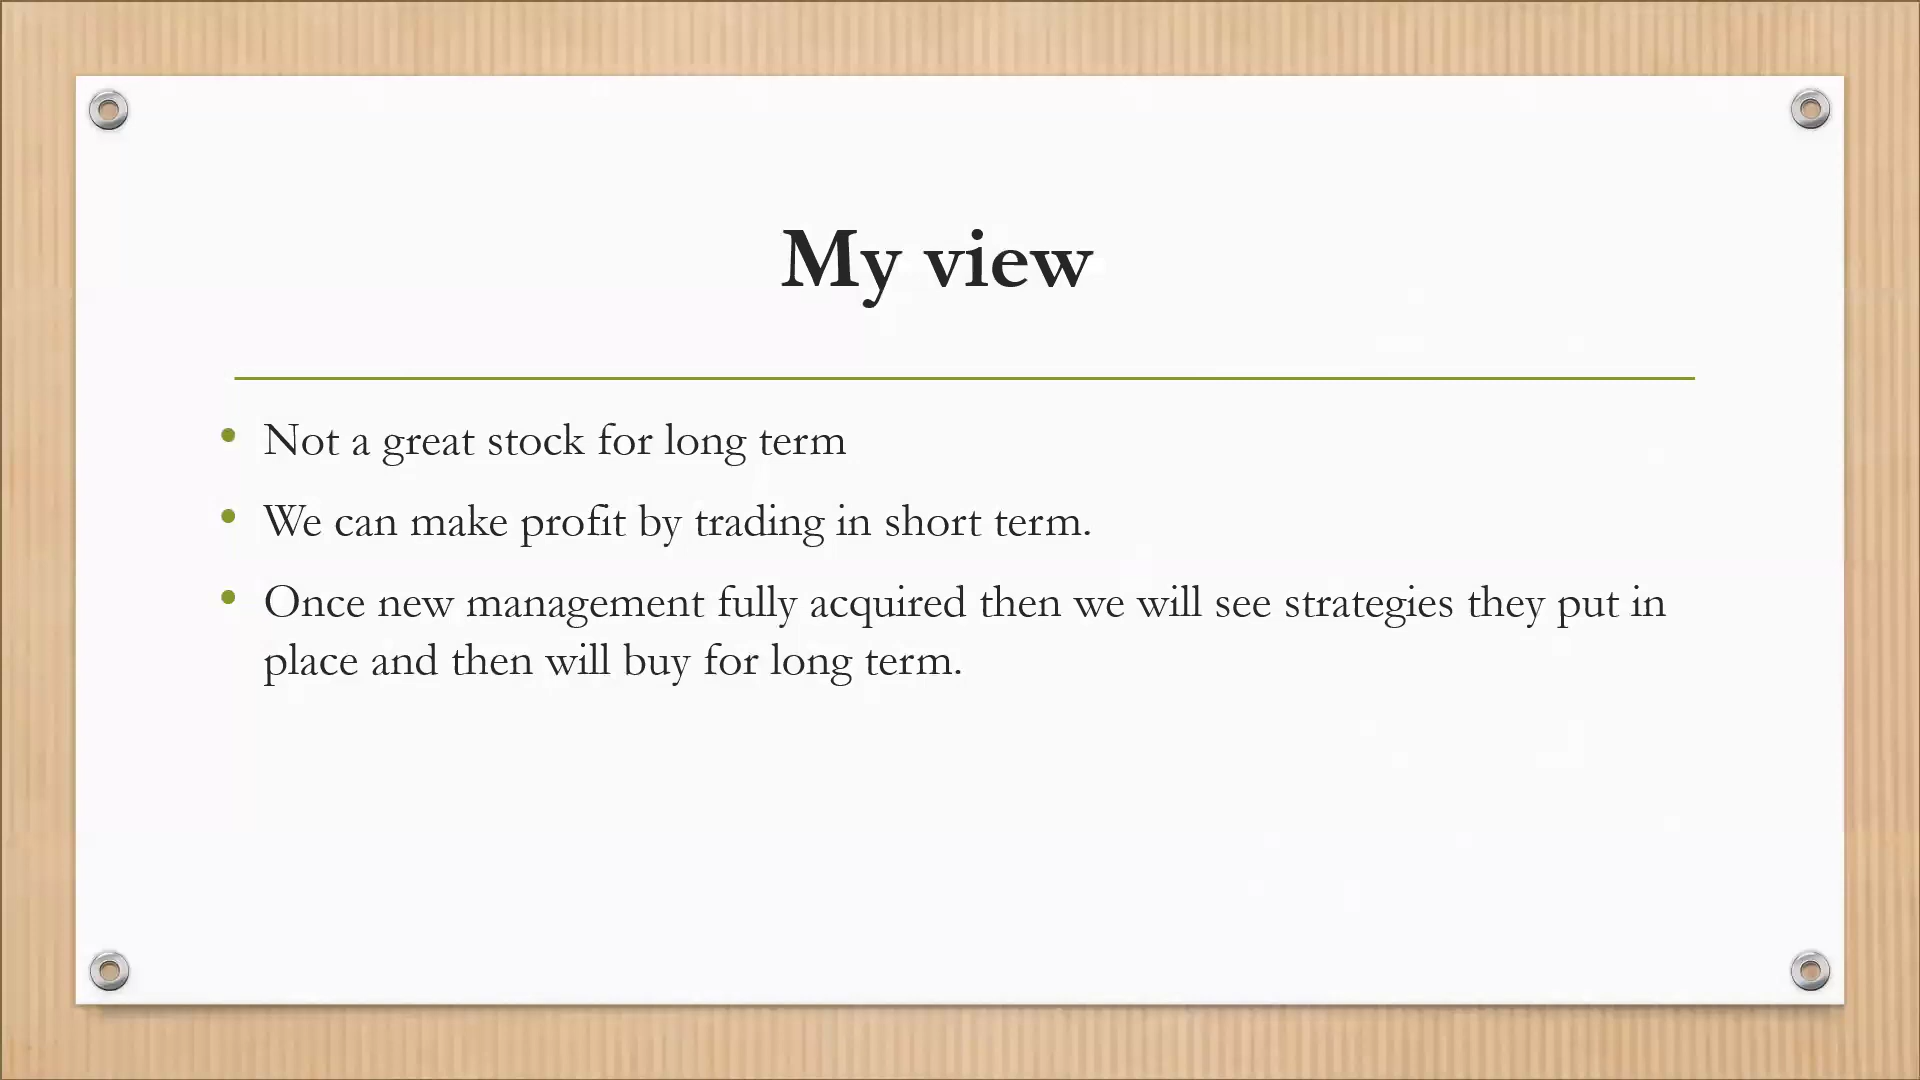 My view
• Not a great stock for long term
• We can make profit by trading in short term.
• Once new management fully acquired then we will see strategies they put in
place and then will buy for long term.